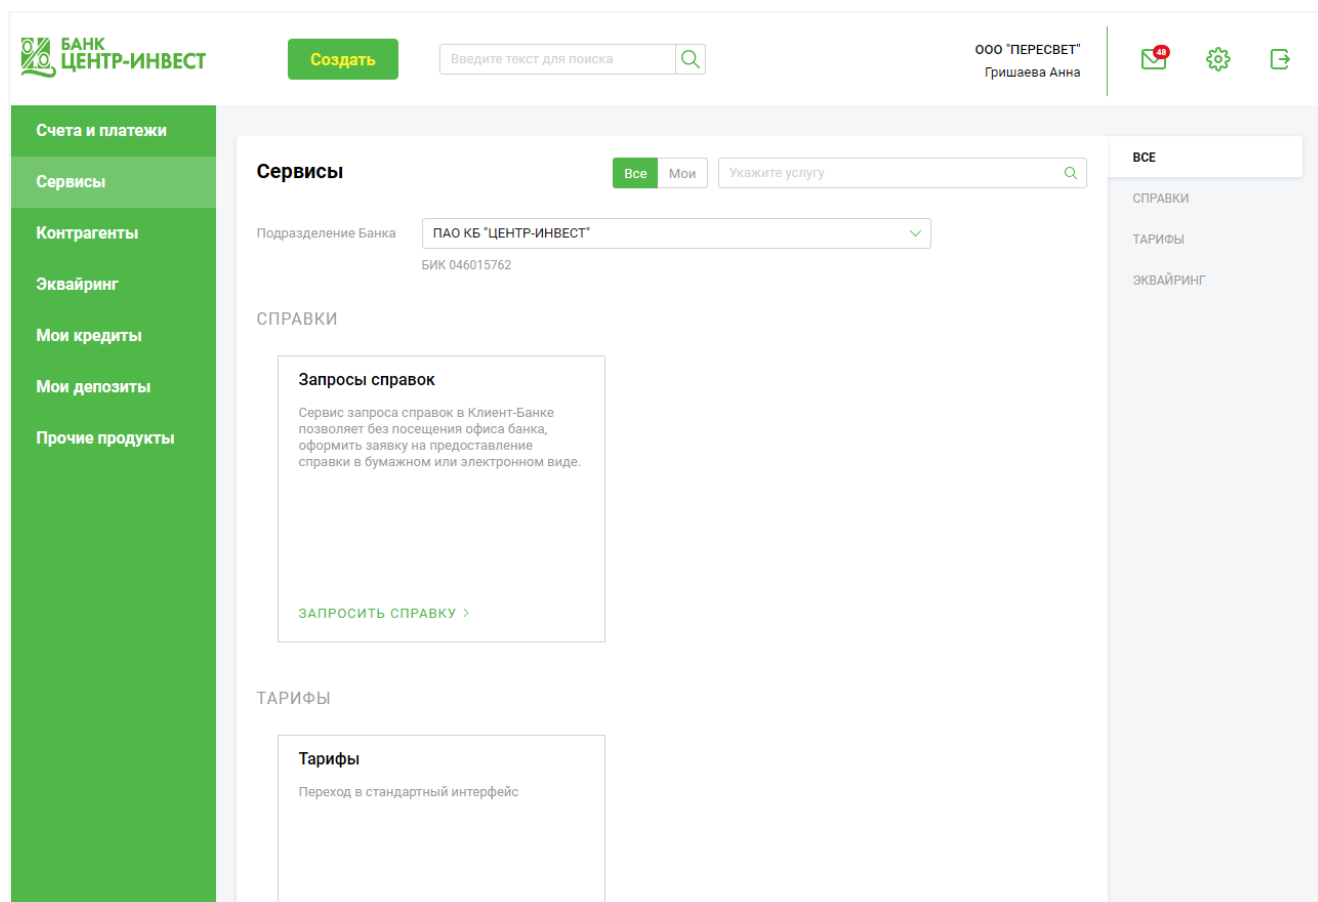 БАНК
ЦЕНТР-ИНВЕСТ
Создать
Введите текст для поиска
ООО "ПЕРЕСВЕТ"
Гришаева Анна
48
Счета и платежи
Сервисы
Контрагенты
Эквайринг
Мои кредиты
Мои депозиты
Прочие продукты
Сервисы
Все
Мои
Укажите услугу
Подразделение Банка
ПАО КБ "ЦЕНТР-ИНВЕСТ"
БИК 046015762
СПРАВКИ
Запросы справок
Сервис запроса справок в Клиент-Банке
позволяет без посещения офиса банка,
оформить заявку на предоставление
справки в бумажном или электронном виде.
ЗАПРОСИТЬ СПРАВКУ >
ТАРИФЫ
Тарифы
Переход в стандартный интерфейс
ВСЕ
СПРАВКИ
ТАРИФЫ
ЭКВАЙРИНГ